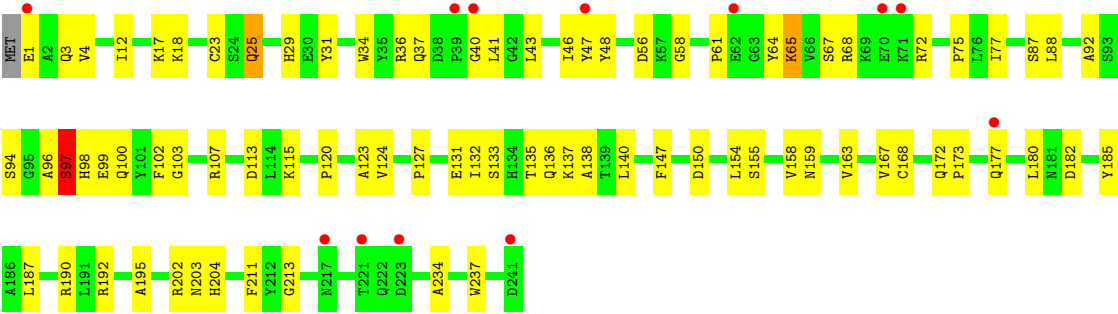 MET E1 A2 Q3 V4 I12 K17 K18 C23 S24 Q25 H29 E30 Y31 W34 Y35 R36 Q37 D38 P39 G40 L41 G42 L43 I46 Y47 Y48 D56 K57 G58 P61 E62 G63 Y64 K65 V66 S67 R68 K69 E70 K71 R72 P75 L76 I77 S87 L88 A92 S93
S94 G95 A96 S97 H98 E99 Q100 Y101 F102 G103 R107 D113 L114 K115 P120 A123 V124 P127 E131 I132 S133 H134 T135 Q136 K137 A138 T139 L140 F147 D150 L154 S155 V158 N159 V163 V167 C168 Q172 P173 Q177 L180 N181 D182 Y185
A186 L187 R190 L191 R192 A195 R202 N203 H204 F211 Y212 G213 N217 T221 Q222 D223 A234 W237 D241